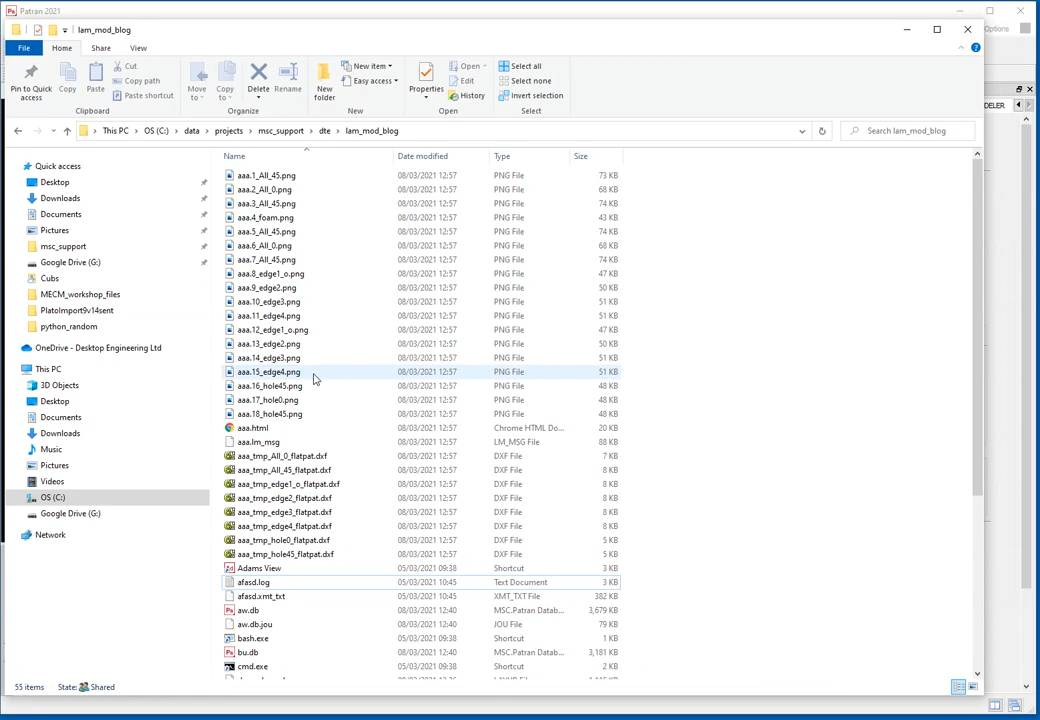 Patran 2021
lam_mod_blog
Options
File Home Share View
Pin to Quick access
Copy
Paste
Cut
Copy path
Paste shortcut
Clipboard
Move to
Copy to
Delete
Rename
Organize
New folder
New item
Easy access
New
Properties
Open
Edit
History
Open
Select all
Select none
Invert selection
Select
DELER
This PC > OS (C:) > data > projects > msc_support > dte > lam_mod_blog
Search lam_mod_blog
Quick access
Desktop
Downloads
Documents
Pictures
msc_support
Google Drive (G:)
Cubs
MECM_workshop_files
PlatoImport9v14sent
python_random
OneDrive - Desktop Engineering Ltd
This PC
3D Objects
Desktop
Documents
Downloads
Music
Pictures
Videos
OS (C:)
Google Drive (G:)
Network
Name Date modified Type Size
aaa.1_All_45.png 08/03/2021 12:57 PNG File 73 KB
aaa.2_All_0.png 08/03/2021 12:57 PNG File 68 KB
aaa.3_All_45.png 08/03/2021 12:57 PNG File 74 KB
aaa.4_foam.png 08/03/2021 12:57 PNG File 43 KB
aaa.5_All_45.png 08/03/2021 12:57 PNG File 74 KB
aaa.6_All_0.png 08/03/2021 12:57 PNG File 68 KB
aaa.7_All_45.png 08/03/2021 12:57 PNG File 74 KB
aaa.8_edge1_o.png 08/03/2021 12:57 PNG File 47 KB
aaa.9_edge2.png 08/03/2021 12:57 PNG File 50 KB
aaa.10_edge3.png 08/03/2021 12:57 PNG File 51 KB
aaa.11_edge4.png 08/03/2021 12:57 PNG File 51 KB
aaa.12_edge1_o.png 08/03/2021 12:57 PNG File 47 KB
aaa.13_edge2.png 08/03/2021 12:57 PNG File 50 KB
aaa.14_edge3.png 08/03/2021 12:57 PNG File 51 KB
aaa.15_edge4.png 08/03/2021 12:57 PNG File 51 KB
aaa.16_hole45.png 08/03/2021 12:57 PNG File 48 KB
aaa.17_hole0.png 08/03/2021 12:57 PNG File 48 KB
aaa.18_hole45.png 08/03/2021 12:57 PNG File 48 KB
aaa.html 08/03/2021 12:57 Chrome HTML Do... 20 KB
aaa.lm_msg 08/03/2021 12:57 LM_MSG File 88 KB
aaa_tmp_All_0_flatpat.dxf 08/03/2021 12:57 DXF File 7 KB
aaa_tmp_All_45_flatpat.dxf 08/03/2021 12:57 DXF File 8 KB
aaa_tmp_edge1_o_flatpat.dxf 08/03/2021 12:57 DXF File 8 KB
aaa_tmp_edge2_flatpat.dxf 08/03/2021 12:57 DXF File 8 KB
aaa_tmp_edge3_flatpat.dxf 08/03/2021 12:57 DXF File 8 KB
aaa_tmp_edge4_flatpat.dxf 08/03/2021 12:57 DXF File 8 KB
aaa_tmp_hole0_flatpat.dxf 08/03/2021 12:57 DXF File 5 KB
aaa_tmp_hole45_flatpat.dxf 08/03/2021 12:57 DXF File 5 KB
Adams View 05/03/2021 09:38 Shortcut 3 KB
afasd.log 05/03/2021 10:45 Text Document 3 KB
afasd.xmt_txt 05/03/2021 10:45 XMT_TXT File 382 KB
aw.db 08/03/2021 12:40 MSC.Patran Datab... 3,679 KB
aw.db.jou 08/03/2021 12:40 JOU File 79 KB
bash.exe 05/03/2021 09:38 Shortcut 1 KB
bu.db 08/03/2021 12:40 MSC.Patran Datab... 3,181 KB
cmd.exe 05/03/2021 09:38 Shortcut 2 KB
55 items State: Shared